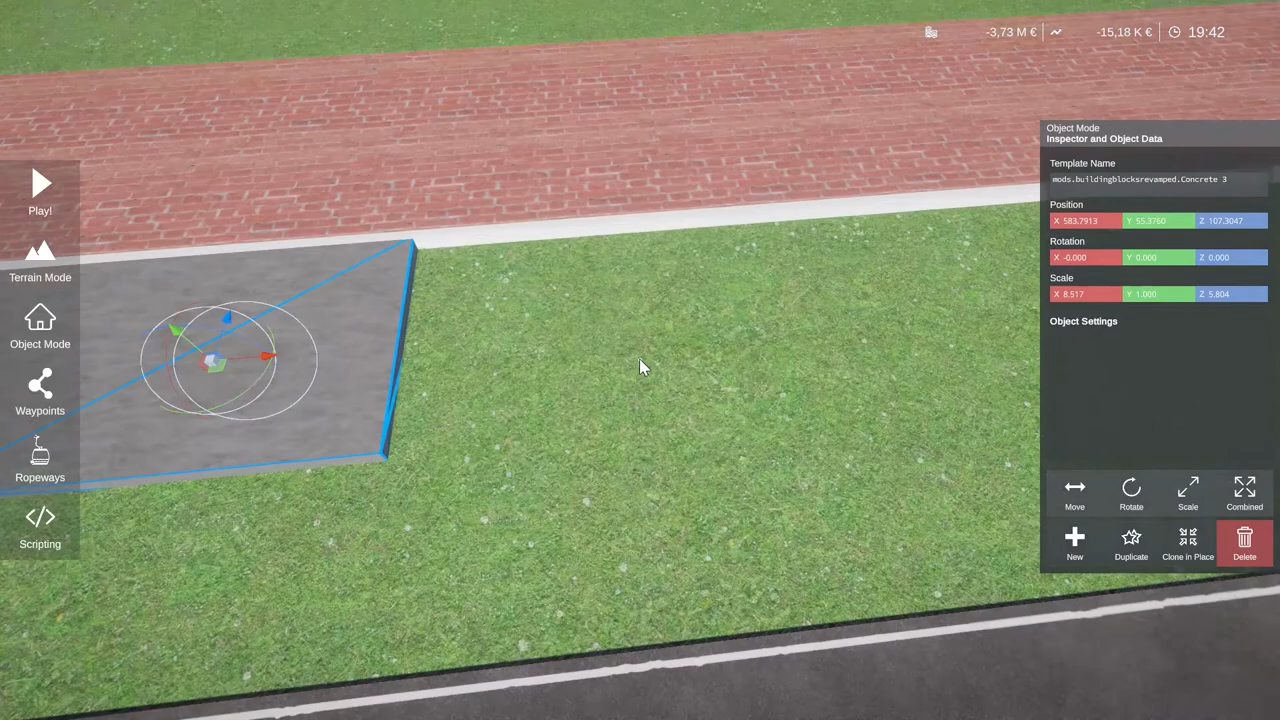 -3,73 M €
-15,18 K €
19:42
Play!
Terrain Mode
Object Mode
Waypoints
Ropeways
Scripting
Object Mode
Inspector and Object Data
Template Name
mods.buildingblocksrevamped.Concrete 3
Position
X 583.7913 Y 55.3760 Z 107.3047
Rotation
X -0.000 Y 0.000 Z 0.000
Scale
X 8.517 Y 1.000 Z 5.804
Object Settings
Move Rotate Scale Combined
New Duplicate Clone in Place Delete